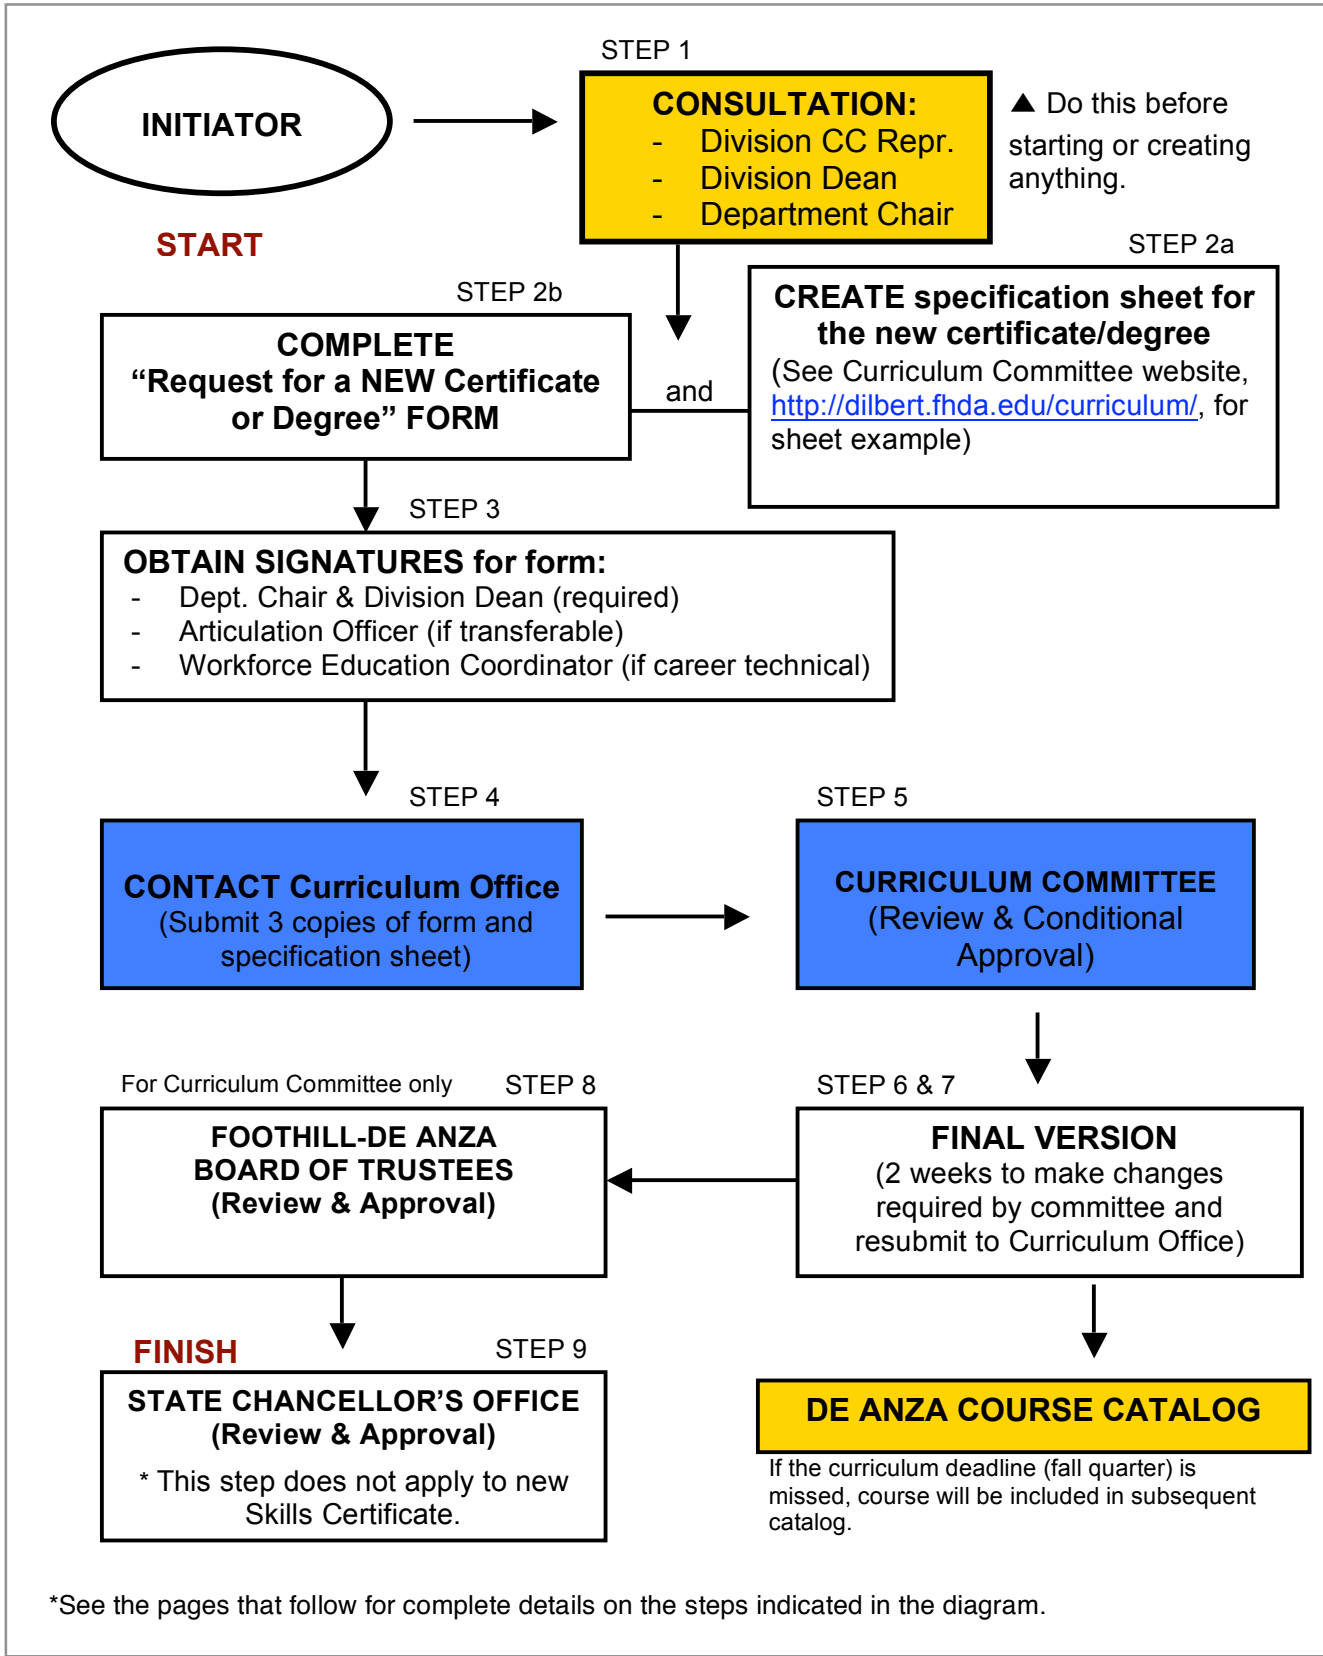 INITIATOR
START
STEP 1
CONSULTATION:
- Division CC Repr.
- Division Dean
- Department Chair
▲ Do this before
starting or creating
anything.
STEP 2a
CREATE specification sheet for
the new certificate/degree
(See Curriculum Committee website,
http://dilbert.fhda.edu/curriculum/, for
sheet example)
and
STEP 2b
COMPLETE
“Request for a NEW Certificate
or Degree” FORM
STEP 3
OBTAIN SIGNATURES for form:
- Dept. Chair & Division Dean (required)
- Articulation Officer (if transferable)
- Workforce Education Coordinator (if career technical)
STEP 4
CONTACT Curriculum Office
(Submit 3 copies of form and
specification sheet)
STEP 5
CURRICULUM COMMITTEE
(Review & Conditional
Approval)
STEP 6 & 7
FINAL VERSION
(2 weeks to make changes
required by committee and
resubmit to Curriculum Office)
For Curriculum Committee only
STEP 8
FOOTHILL-DE ANZA
BOARD OF TRUSTEES
(Review & Approval)
FINISH
STEP 9
STATE CHANCELLOR’S OFFICE
(Review & Approval)
* This step does not apply to new
Skills Certificate.
DE ANZA COURSE CATALOG
If the curriculum deadline (fall quarter) is
missed, course will be included in subsequent
catalog.
*See the pages that follow for complete details on the steps indicated in the diagram.